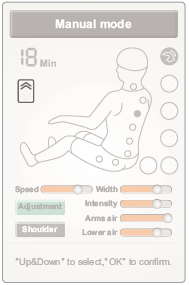 Manual mode
18 Min
Speed Width
Adjustment Intensity
Arms air
Shoulder Lower air
"Up&Down" to select,"OK" to confirm.